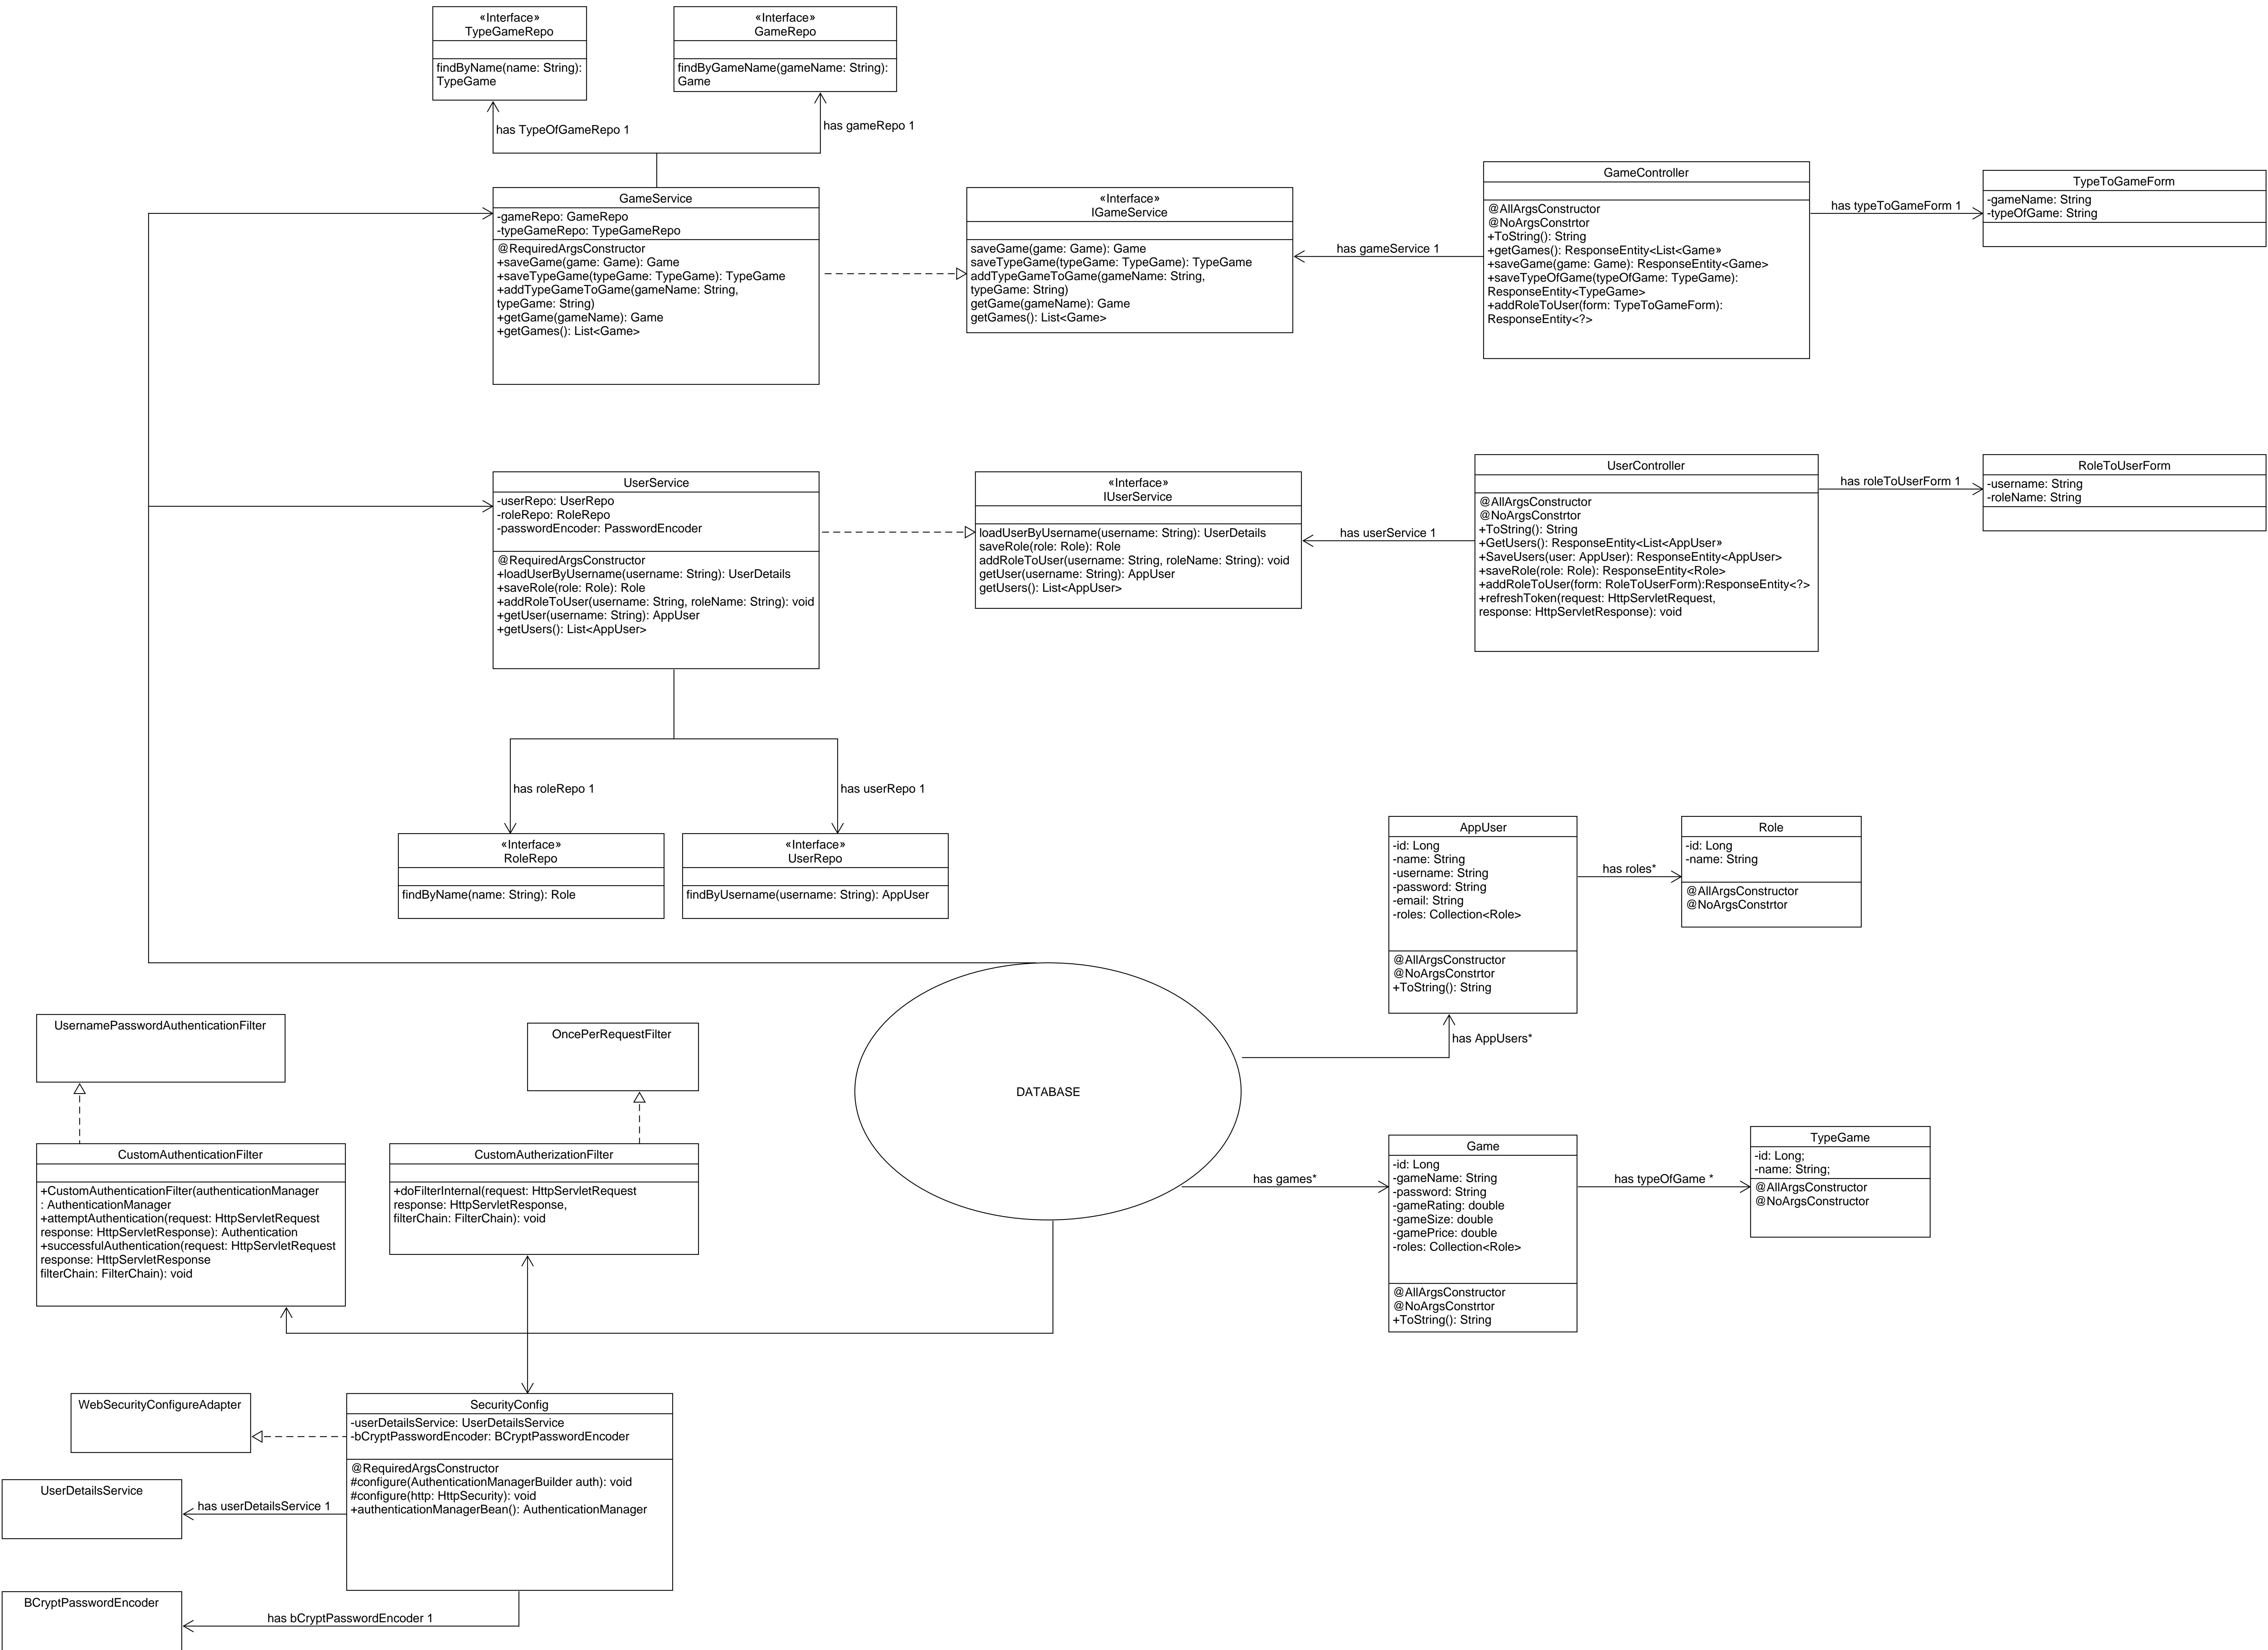 «Interface»
TypeGameRepo
findByName(name: String):
TypeGame
«Interface»
GameRepo
findByGameName(gameName: String):
Game
has TypeOfGameRepo 1
has gameRepo 1
GameService
-gameRepo: GameRepo
-typeGameRepo: TypeGameRepo
@RequiredArgsConstructor
+saveGame(game: Game): Game
+saveTypeGame(typeGame: TypeGame): TypeGame
+addTypeGameToGame(gameName: String,
typeGame: String)
+getGame(gameName): Game
+getGames(): List<Game>
«Interface»
IGameService
saveGame(game: Game): Game
saveTypeGame(typeGame: TypeGame): TypeGame
addTypeGameToGame(gameName: String,
typeGame: String)
getGame(gameName): Game
getGames(): List<Game>
has gameService 1
GameController
@AllArgsConstructor
@NoArgsConstrtor
+ToString(): String
+getGames(): ResponseEntity<List<Game»
+saveGame(game: Game): ResponseEntity<Game>
+saveTypeOfGame(typeOfGame: TypeGame):
ResponseEntity<TypeGame>
+addRoleToUser(form: TypeToGameForm):
ResponseEntity<?>
has typeToGameForm 1
TypeToGameForm
-gameName: String
-typeOfGame: String
UserService
-userRepo: UserRepo
-roleRepo: RoleRepo
-passwordEncoder: PasswordEncoder
@RequiredArgsConstructor
+loadUserByUsername(username: String): UserDetails
+saveRole(role: Role): Role
+addRoleToUser(username: String, roleName: String): void
+getUser(username: String): AppUser
+getUsers(): List<AppUser>
«Interface»
IUserService
loadUserByUsername(username: String): UserDetails
saveRole(role: Role): Role
addRoleToUser(username: String, roleName: String): void
getUser(username: String): AppUser
getUsers(): List<AppUser>
has userService 1
UserController
@AllArgsConstructor
@NoArgsConstrtor
+ToString(): String
+GetUsers(): ResponseEntity<List<AppUser»
+SaveUsers(user: AppUser): ResponseEntity<AppUser>
+saveRole(role: Role): ResponseEntity<Role>
+addRoleToUser(form: RoleToUserForm):ResponseEntity<?>
+refreshToken(request: HttpServletRequest,
response: HttpServletResponse): void
has roleToUserForm 1
RoleToUserForm
-username: String
-roleName: String
has roleRepo 1
has userRepo 1
«Interface»
RoleRepo
findByName(name: String): Role
«Interface»
UserRepo
findByUsername(username: String): AppUser
AppUser
-id: Long
-name: String
-username: String
-password: String
-email: String
-roles: Collection<Role>
@AllArgsConstructor
@NoArgsConstrtor
+ToString(): String
has roles*
Role
-id: Long
-name: String
@AllArgsConstructor
@NoArgsConstrtor
has AppUsers*
DATABASE
UsernamePasswordAuthenticationFilter
OncePerRequestFilter
CustomAuthenticationFilter
+CustomAuthenticationFilter(authenticationManager
: AuthenticationManager
+attemptAuthentication(request: HttpServletRequest
response: HttpServletResponse): Authentication
+successfulAuthentication(request: HttpServletRequest
response: HttpServletResponse
filterChain: FilterChain): void
CustomAutherizationFilter
+doFilterInternal(request: HttpServletRequest
response: HttpServletResponse,
filterChain: FilterChain): void
has games*
Game
-id: Long
-gameName: String
-password: String
-gameRating: double
-gameSize: double
-gamePrice: double
-roles: Collection<Role>
@AllArgsConstructor
@NoArgsConstrtor
+ToString(): String
has typeOfGame *
TypeGame
-id: Long;
-name: String;
@AllArgsConstructor
@NoArgsConstructor
WebSecurityConfigureAdapter
SecurityConfig
-userDetailsService: UserDetailsService
-bCryptPasswordEncoder: BCryptPasswordEncoder
@RequiredArgsConstructor
#configure(AuthenticationManagerBuilder auth): void
#configure(http: HttpSecurity): void
+authenticationManagerBean(): AuthenticationManager
UserDetailsService
has userDetailsService 1
BCryptPasswordEncoder
has bCryptPasswordEncoder 1